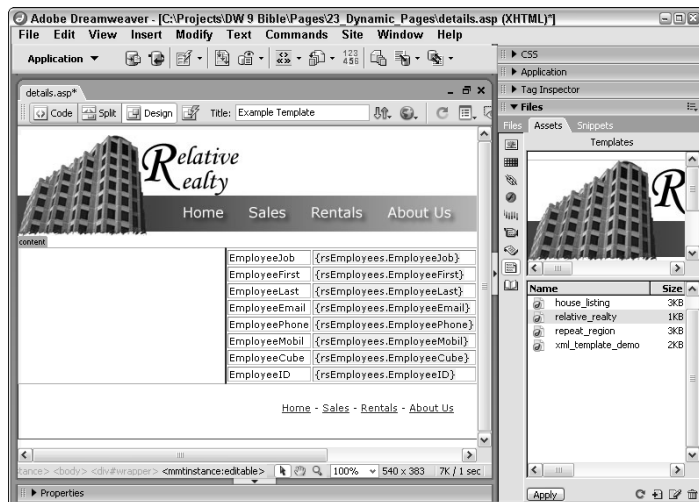 Adobe Dreamweaver - [C:\Projects\DW 9 Bible\Pages\23_Dynamic_Pages\details.asp (XHTML)*]
File Edit View Insert Modify Text Commands Site Window Help
Application
details.asp*
Code Split Design Title: Example Template
Relative
Realty
Home Sales Rentals About Us
content
EmployeeJob {rsEmployees.EmployeeJob}
EmployeeFirst {rsEmployees.EmployeeFirst}
EmployeeLast {rsEmployees.EmployeeLast}
EmployeeEmail {rsEmployees.EmployeeEmail}
EmployeePhone {rsEmployees.EmployeePhone}
EmployeeMobil {rsEmployees.EmployeeMobil}
EmployeeCube {rsEmployees.EmployeeCube}
EmployeeID {rsEmployees.EmployeeID}
Home - Sales - Rentals - About Us
tance> <body> <div#wrapper> <mmtinstance:editable> 100% 540 x 383 7K / 1 sec
Properties
CSS
Application
Tag Inspector
Files
Files Assets Snippets
Templates
R
Name Size
house_listing 3KB
relative_realty 1KB
repeat_region 3KB
xml_template_demo 2KB
Apply